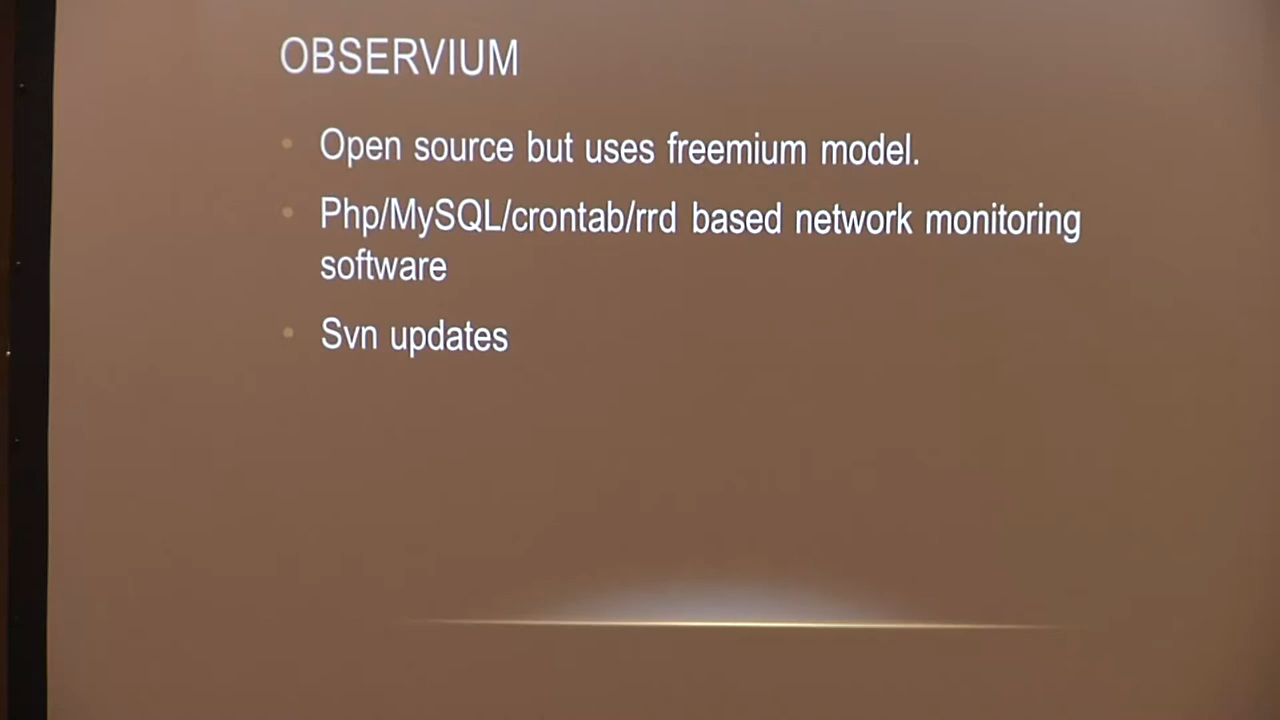 OBSERVIUM
Open source but uses freemium model.
Php/MySQL/crontab/rrd based network monitoring
software
Svn updates